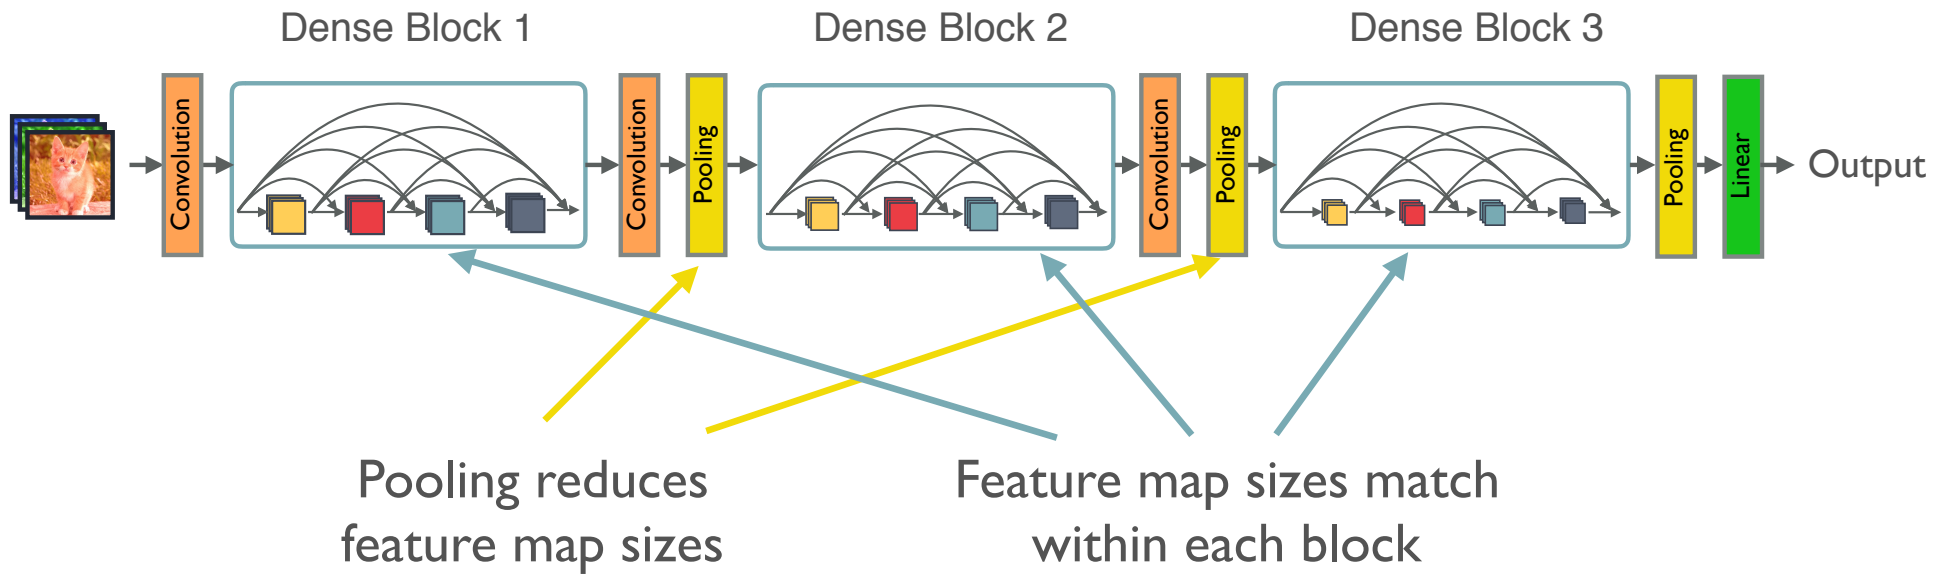 Dense Block 1
Dense Block 2
Dense Block 3
Convolution
Convolution
Pooling
Convolution
Pooling
Pooling
Linear
Output
Pooling reduces
feature map sizes
Feature map sizes match
within each block